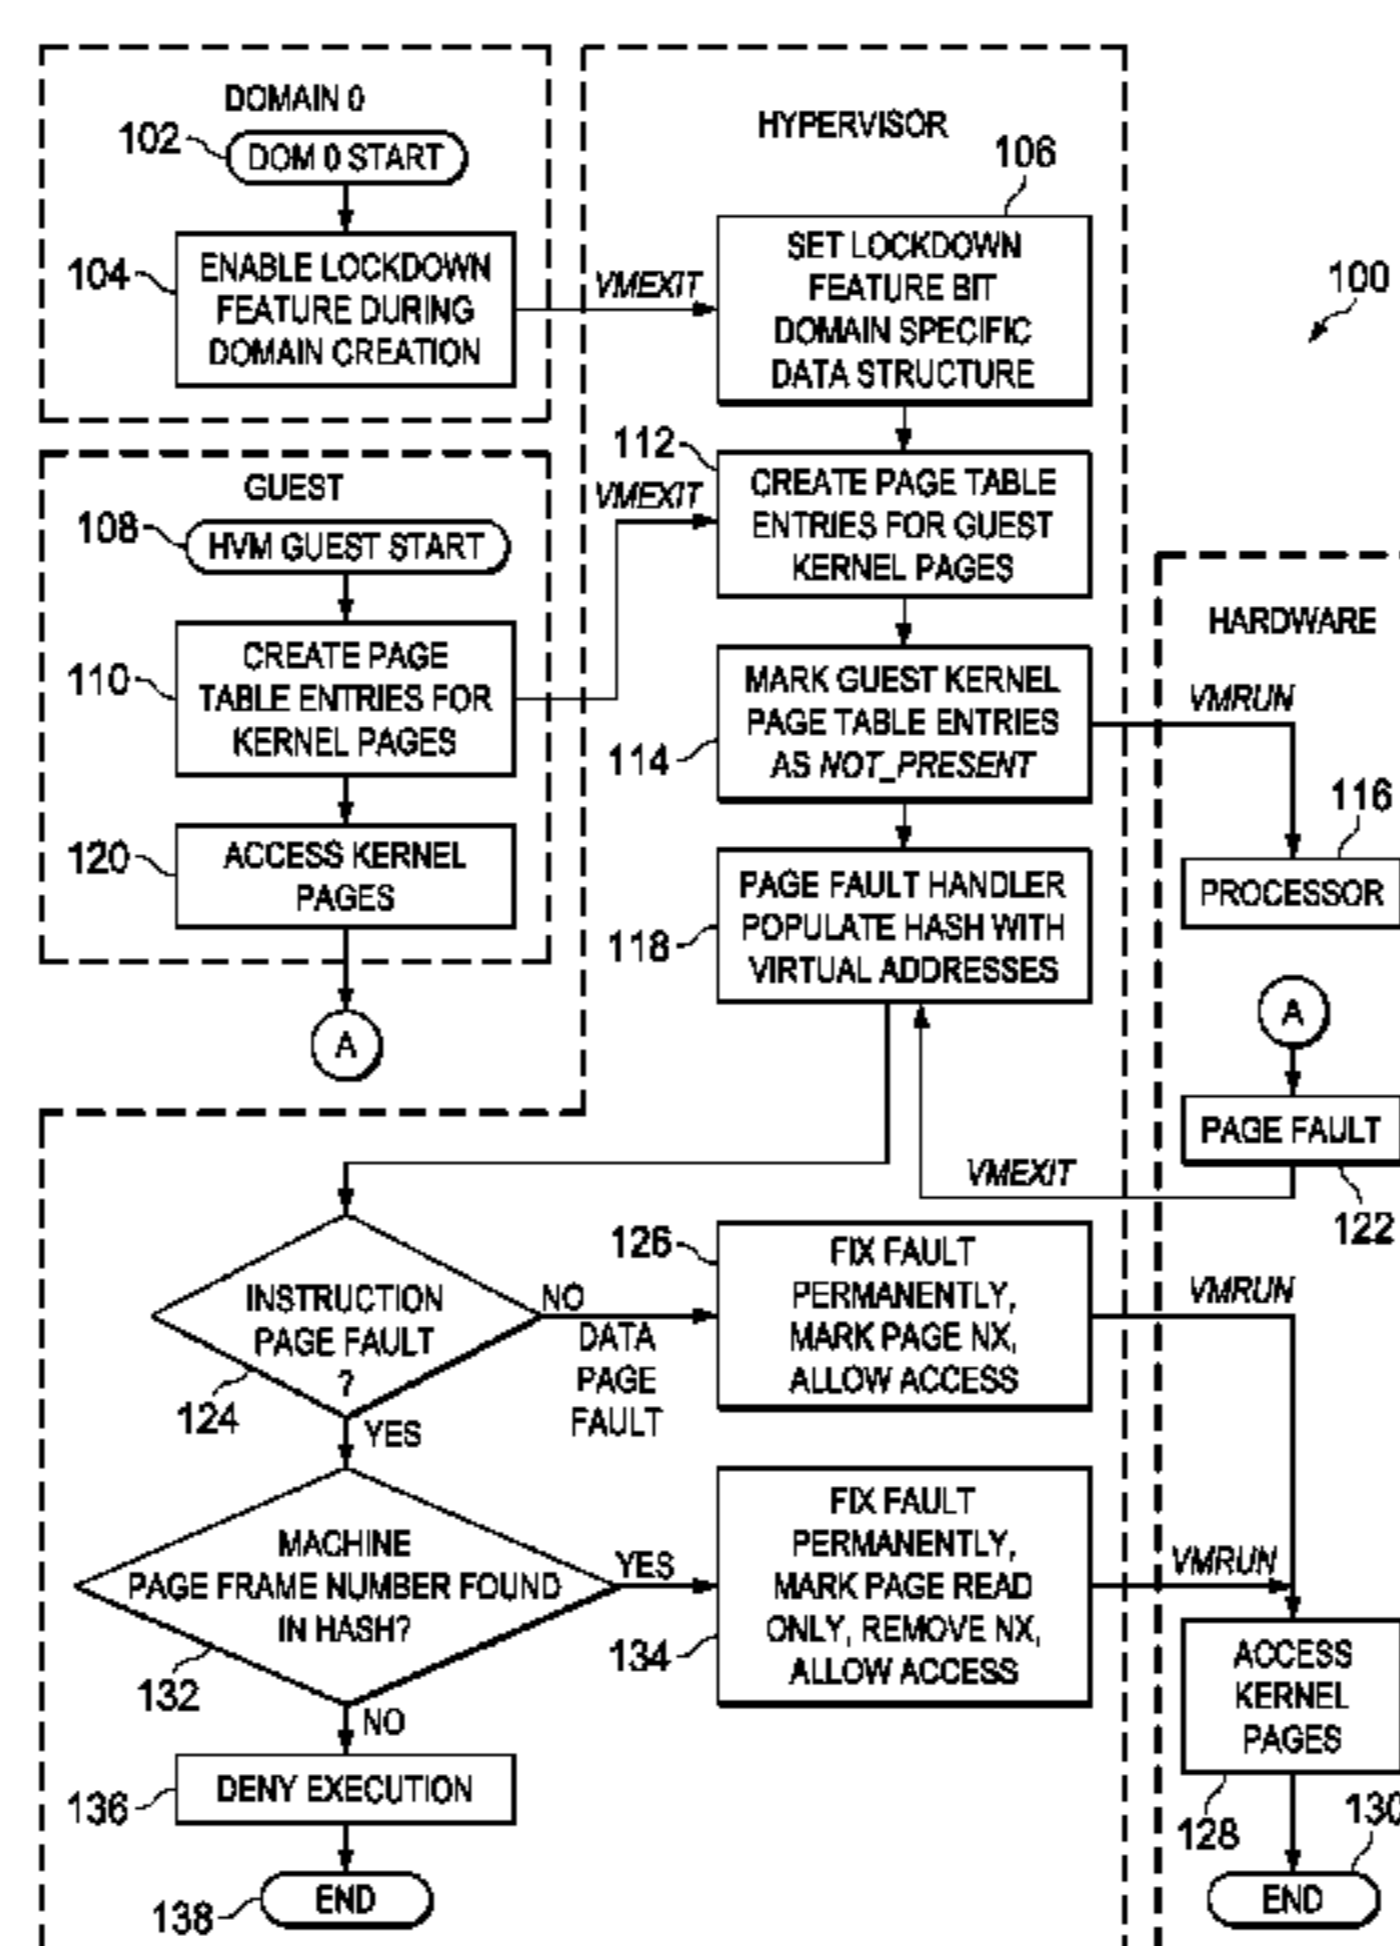 DOMAIN 0
102
DOM 0 START
104
ENABLE LOCKDOWN
FEATURE DURING
DOMAIN CREATION
VMEXIT
HYPERVISOR
106
SET LOCKDOWN
FEATURE BIT
DOMAIN SPECIFIC
DATA STRUCTURE
100
GUEST
108
HVM GUEST START
110
CREATE PAGE
TABLE ENTRIES FOR
KERNEL PAGES
120
ACCESS KERNEL
PAGES
A
112
VMEXIT
CREATE PAGE TABLE
ENTRIES FOR GUEST
KERNEL PAGES
114
MARK GUEST KERNEL
PAGE TABLE ENTRIES
AS NOT_PRESENT
118
PAGE FAULT HANDLER
POPULATE HASH WITH
VIRTUAL ADDRESSES
HARDWARE
VMRUN
116
PROCESSOR
A
PAGE FAULT
122
VMEXIT
INSTRUCTION
PAGE FAULT
?
124
NO
DATA
PAGE
FAULT
YES
126
FIX FAULT
PERMANENTLY,
MARK PAGE NX,
ALLOW ACCESS
VMRUN
MACHINE
PAGE FRAME NUMBER FOUND
IN HASH?
132
YES
NO
134
FIX FAULT
PERMANENTLY,
MARK PAGE READ
ONLY, REMOVE NX,
ALLOW ACCESS
VMRUN
ACCESS
KERNEL
PAGES
128
130
END
136
DENY EXECUTION
138
END